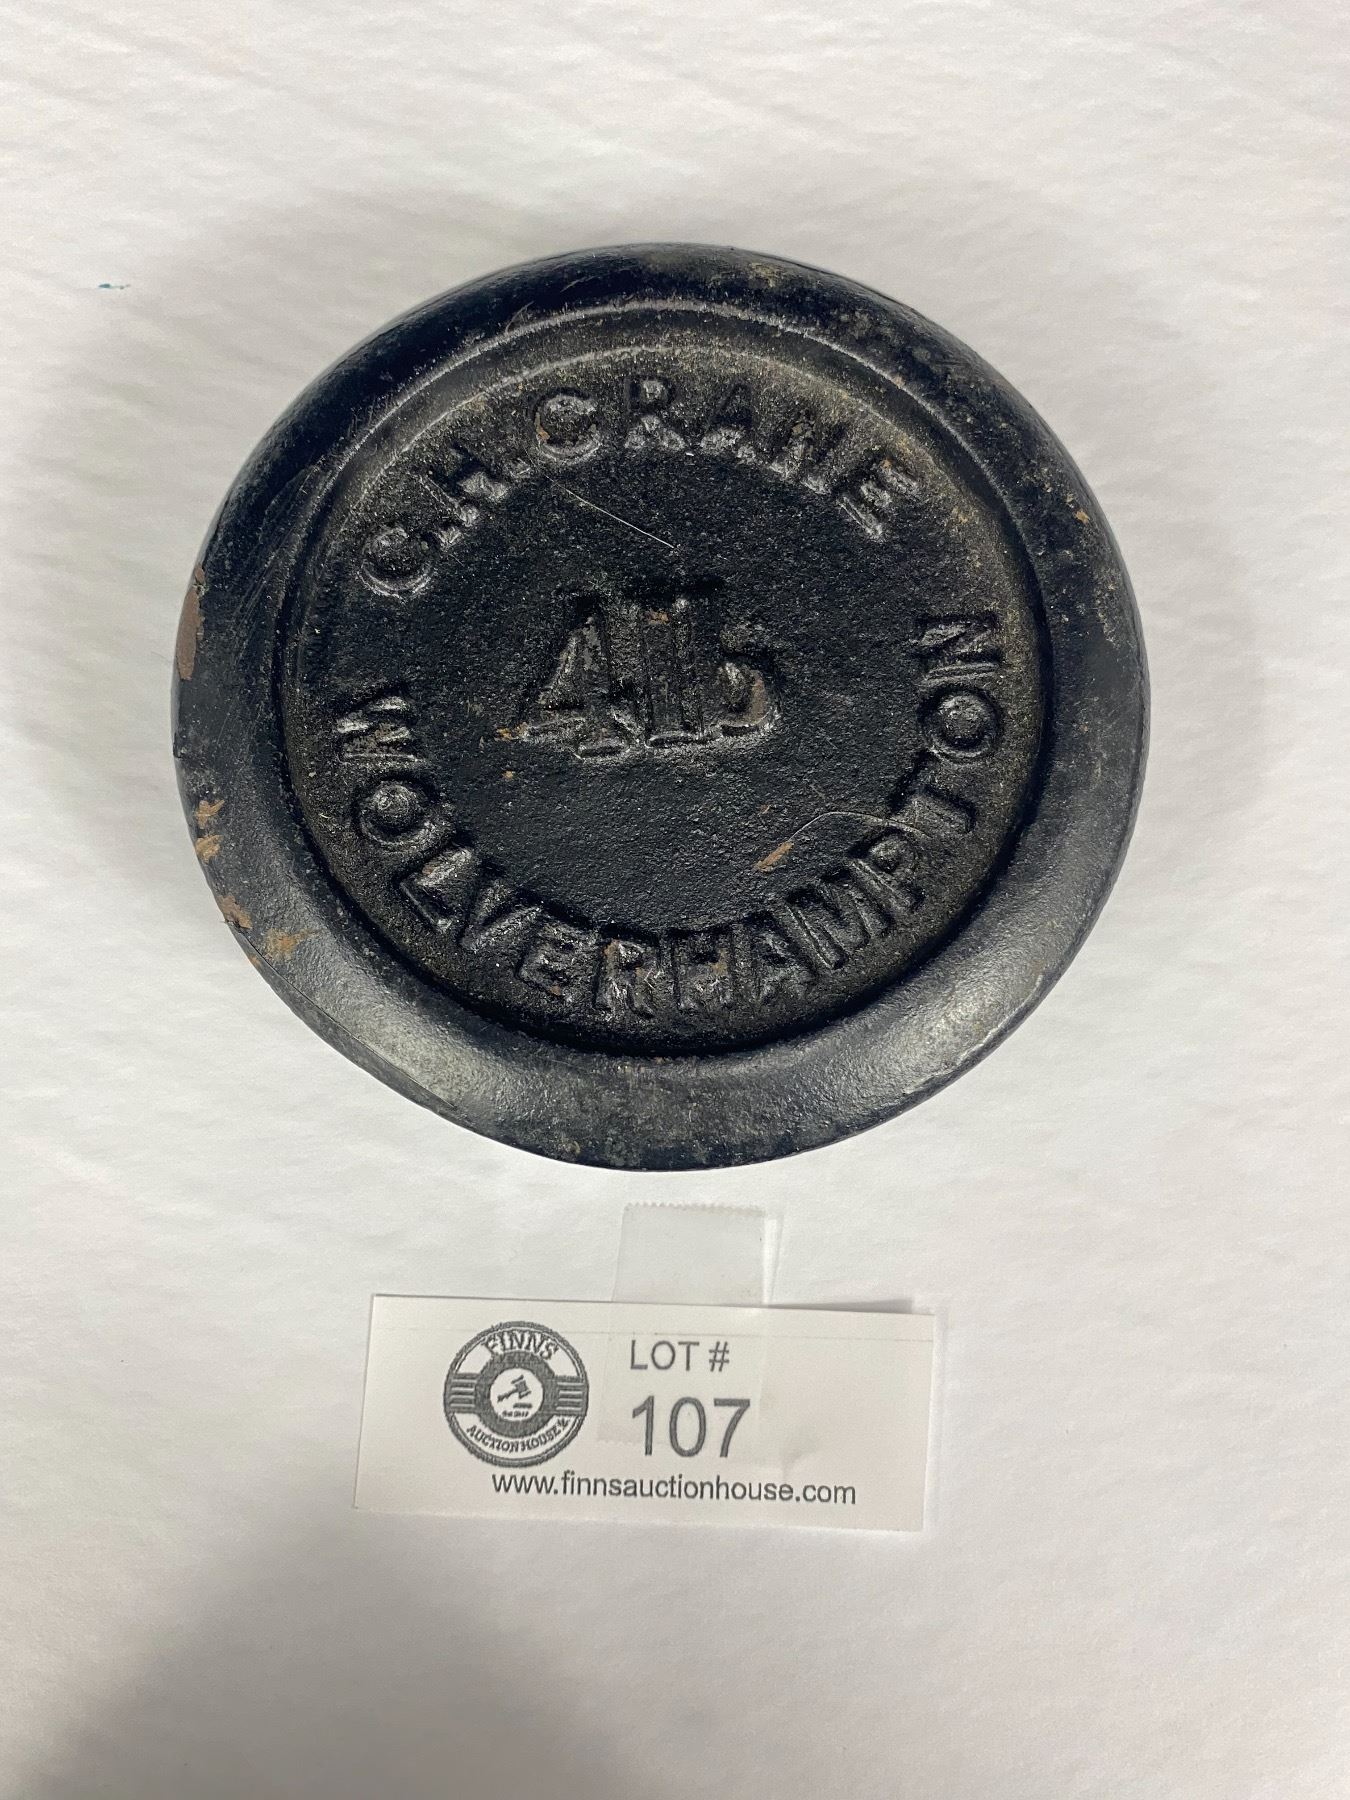 C.H.CRANE
4Lb
WOLVERHAMPTON
FINNS
AUCTION HOUSE
LOT #
107
www.finnsauctionhouse.com